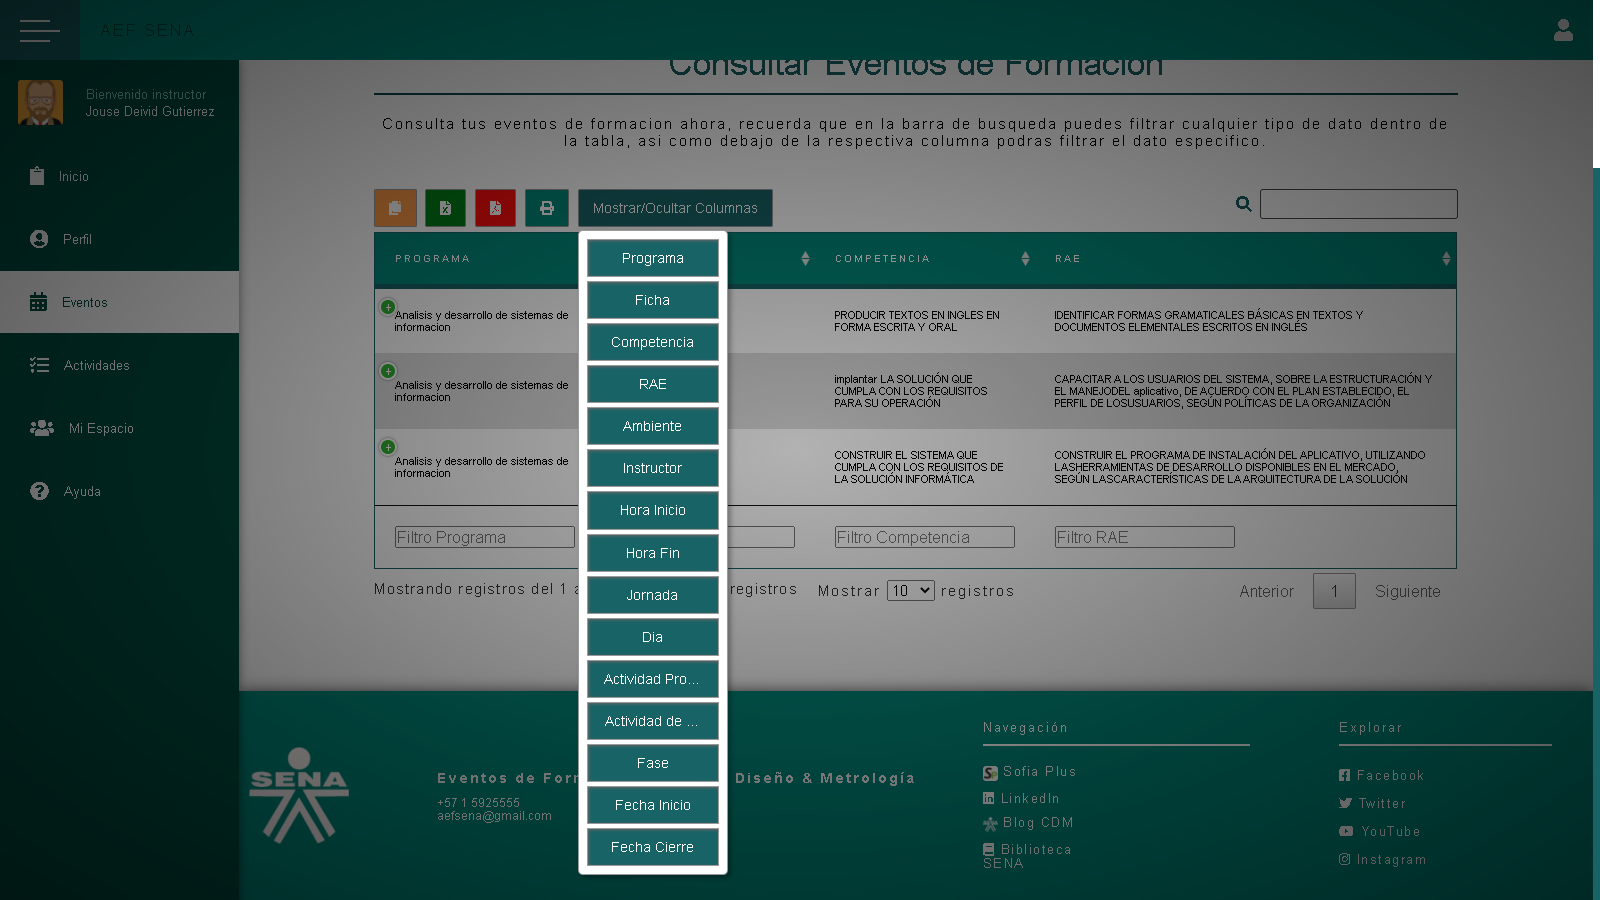 AEF SENA
Bienvenido instructor
Jouse Deivid Gutierrez
Inicio
Perfil
Eventos
Actividades
Mi Espacio
Ayuda
Consultar Eventos de Formacion
Consulta tus eventos de formacion ahora, recuerda que en la barra de busqueda puedes filtrar cualquier tipo de dato dentro de
la tabla, asi como debajo de la respectiva columna podras filtrar el dato especifico.
Mostrar/Ocultar Columnas
Programa
Ficha
Competencia
RAE
Ambiente
Instructor
Hora Inicio
Hora Fin
Jornada
Dia
Actividad Pro...
Actividad de ...
Fase
Fecha Inicio
Fecha Cierre
PROGRAMA COMPETENCIA RAE
Analisis y desarrollo de sistemas de
informacion
PRODUCIR TEXTOS EN INGLES EN
FORMA ESCRITA Y ORAL
IDENTIFICAR FORMAS GRAMATICALES BÁSICAS EN TEXTOS Y
DOCUMENTOS ELEMENTALES ESCRITOS EN INGLÉS
Analisis y desarrollo de sistemas de
informacion
implantar LA SOLUCIÓN QUE
CUMPLA CON LOS REQUISITOS
PARA SU OPERACIÓN
CAPACITAR A LOS USUARIOS DEL SISTEMA, SOBRE LA ESTRUCTURACIÓN Y
EL MANEJODEL aplicativo, DE ACUERDO CON EL PLAN ESTABLECIDO, EL
PERFIL DE LOSUSUARIOS, SEGÚN POLÍTICAS DE LA ORGANIZACIÓN
Analisis y desarrollo de sistemas de
informacion
CONSTRUIR EL SISTEMA QUE
CUMPLA CON LOS REQUISITOS DE
LA SOLUCIÓN INFORMÁTICA
CONSTRUIR EL PROGRAMA DE INSTALACIÓN DEL APLICATIVO, UTILIZANDO
LASHERRAMIENTAS DE DESARROLLO DISPONIBLES EN EL MERCADO,
SEGÚN LASCARACTERÍSTICAS DE LA ARQUITECTURA DE LA SOLUCIÓN
Filtro Programa Filtro Competencia Filtro RAE
Mostrando registros del 1 registros Mostrar 10 registros
Anterior 1 Siguiente
SENA
Eventos de Diseño & Metrología
+57 1 5925555
aefsena@gmail.com
Navegación
Sofia Plus
LinkedIn
Blog CDM
Biblioteca
SENA
Explorar
Facebook
Twitter
YouTube
Instagram